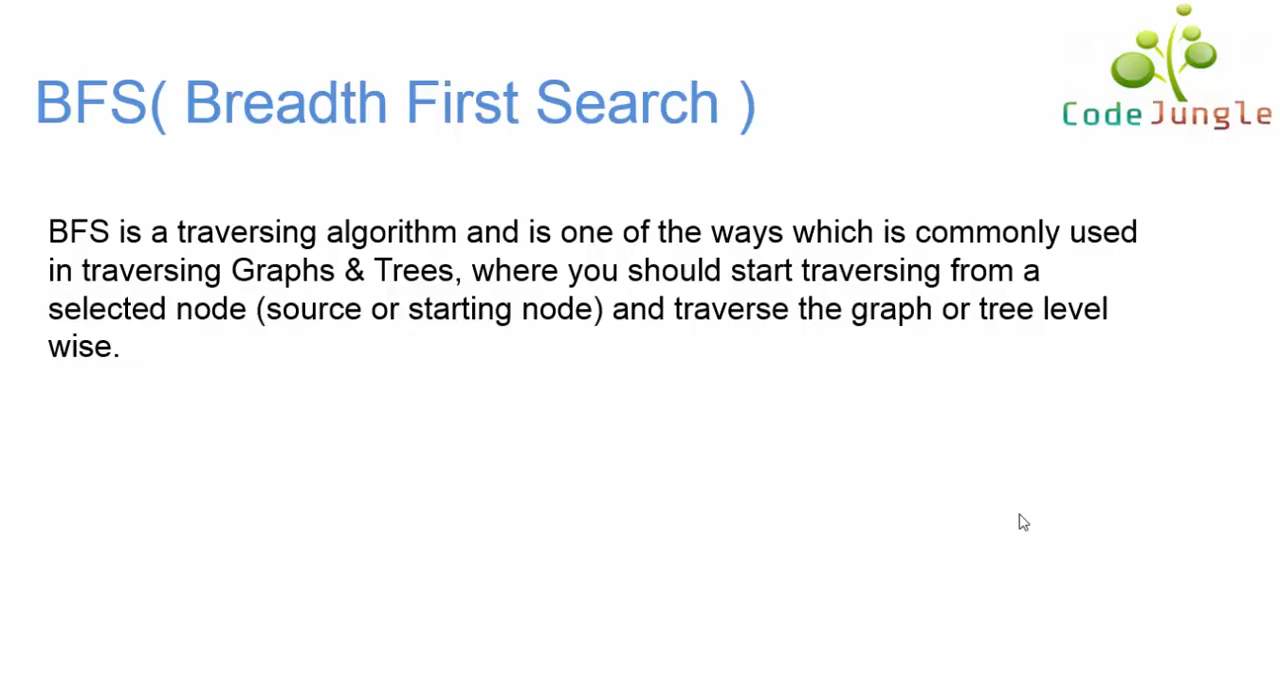 BFS( Breadth First Search )
CodeJungle
BFS is a traversing algorithm and is one of the ways which is commonly used
in traversing Graphs & Trees, where you should start traversing from a
selected node (source or starting node) and traverse the graph or tree level
wise.